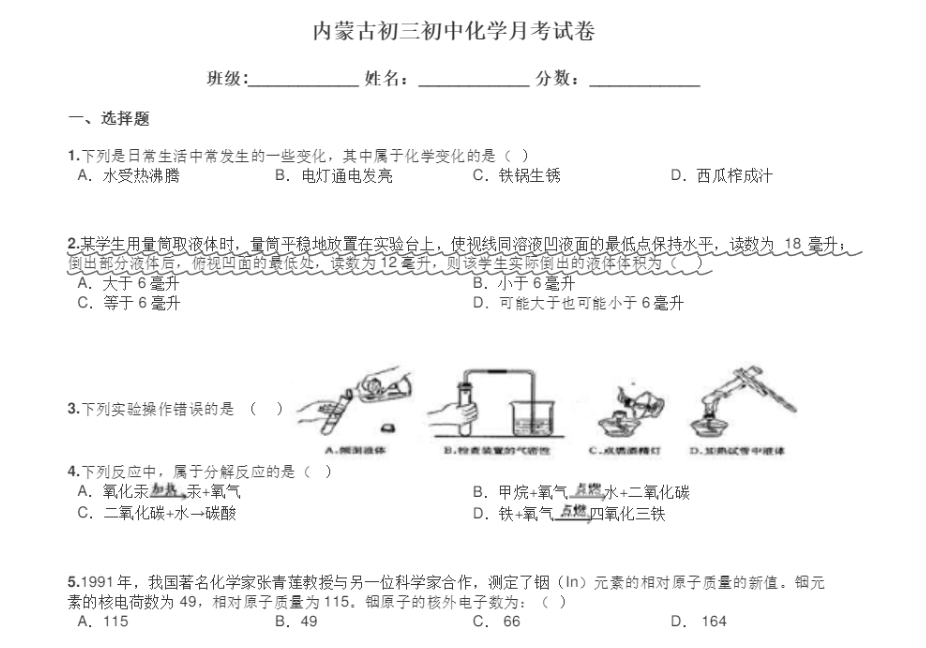 内蒙古初三初中化学月考试卷
班级:____________ 姓名：____________ 分数：____________
一、选择题
1.下列是日常生活中常发生的一些变化，其中属于化学变化的是（ ）
A．水受热沸腾 B．电灯通电发亮 C．铁锅生锈 D．西瓜榨成汁
2.某学生用量筒取液体时，量筒平稳地放置在实验台上，使视线同溶液凹液面的最低点保持水平，读数为 18 毫升；
倒出部分液体后，俯视凹面的最低处，读数为12毫升，则该学生实际倒出的液体体积为（ ）
A．大于 6 毫升 B．小于 6 毫升
C．等于 6 毫升 D．可能大于也可能小于 6 毫升
3.下列实验操作错误的是 （ ）
A.倾倒液体 B.检查装置的气密性 C.点燃酒精灯 D.加热试管中液体
4.下列反应中，属于分解反应的是（ ）
A．氧化汞加热汞+氧气 B．甲烷+氧气点燃水+二氧化碳
C．二氧化碳+水→碳酸 D．铁+氧气点燃四氧化三铁
5.1991年，我国著名化学家张青莲教授与另一位科学家合作，测定了铟（In）元素的相对原子质量的新值。铟元
素的核电荷数为 49，相对原子质量为 115。铟原子的核外电子数为：（ ）
A．115 B．49 C． 66 D． 164